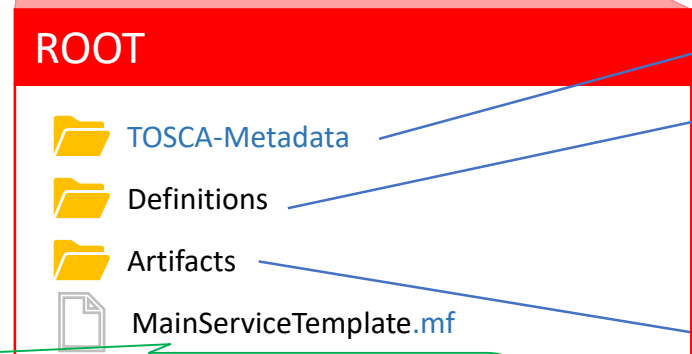 ROOT
TOSCA-Metadata
Definitions
Artifacts
MainServiceTemplate.mf